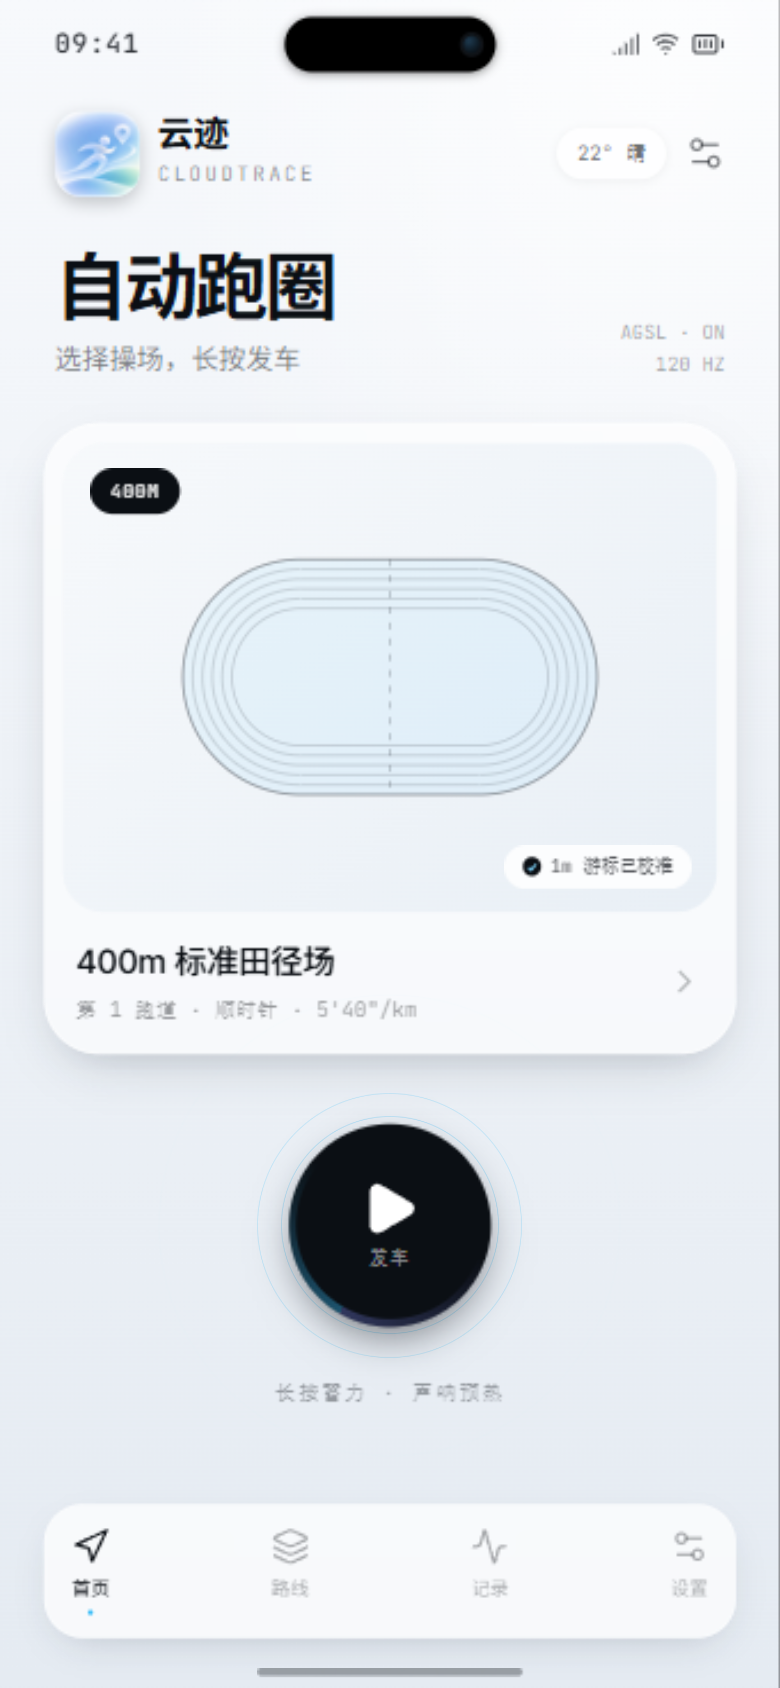 09:41
云迹
CLOUDTRACE
22° 晴
自动跑圈
选择操场，长按发车
AGSL · ON
120 HZ
400M
1m 游标已校准
400m 标准田径场
第 1 跑道 · 顺时针 · 5'40"/km
发车
长按蓄力 · 声呐预热
首页
路线
记录
设置